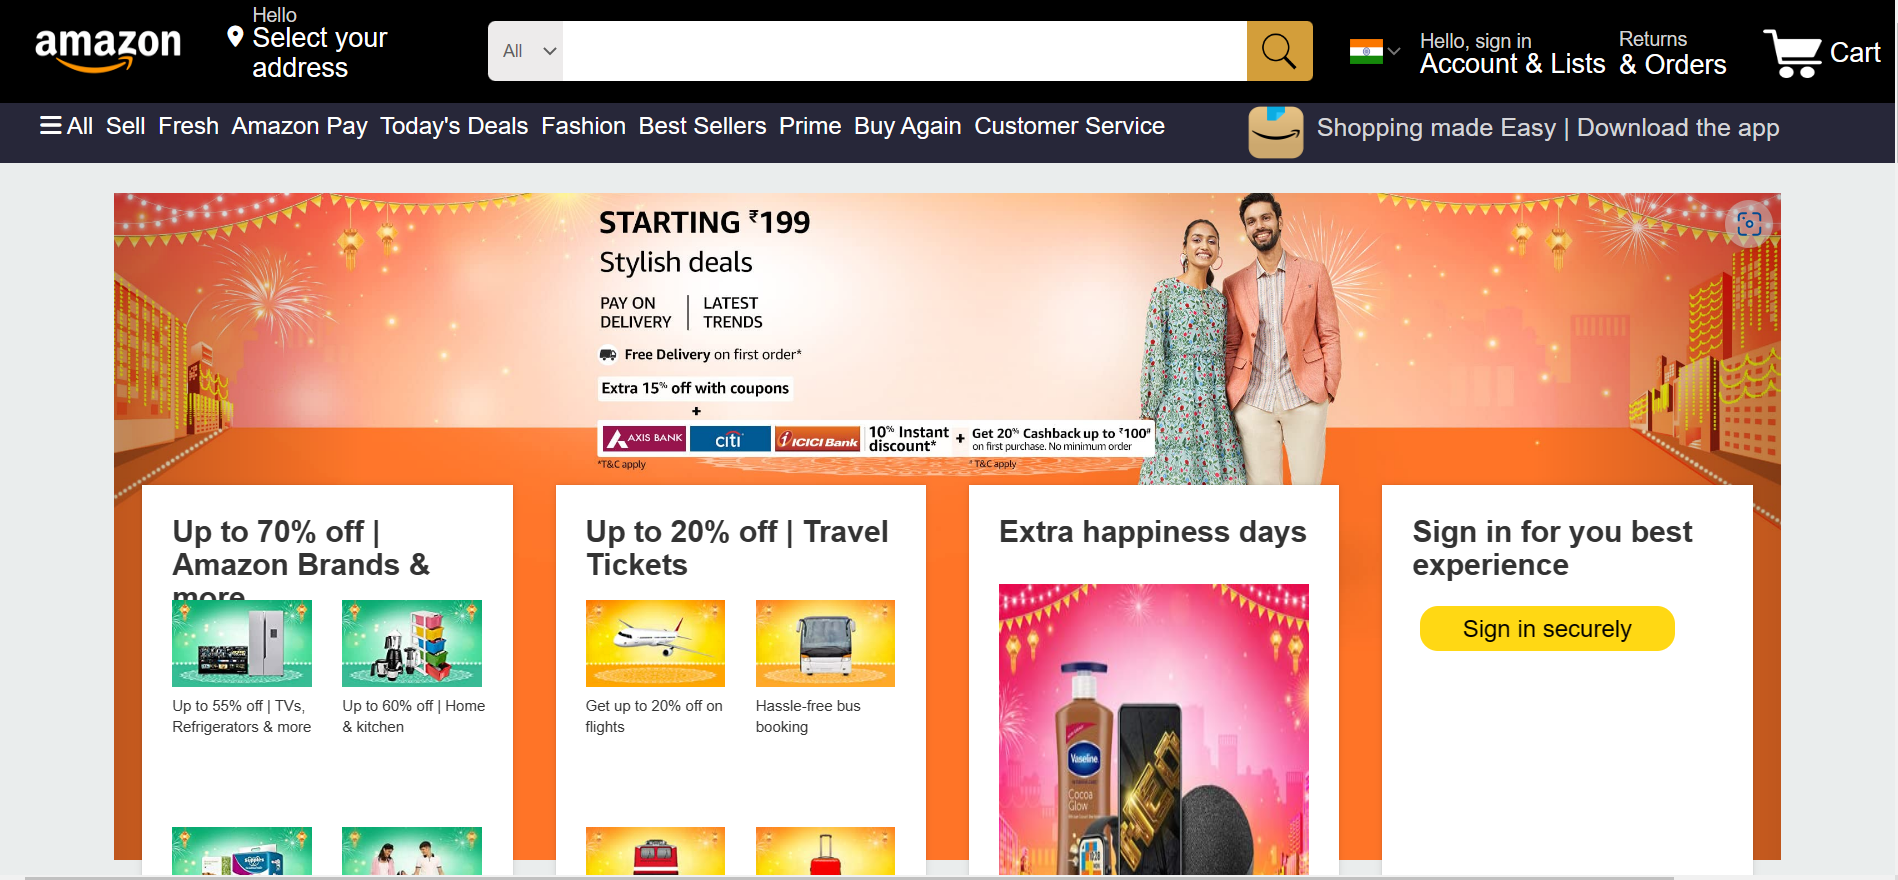 amazon
Hello
Select your
address
All
Hello, sign in
Account & Lists
Returns
& Orders
Cart
All Sell Fresh Amazon Pay Today's Deals Fashion Best Sellers Prime Buy Again Customer Service
Shopping made Easy | Download the app
STARTING ₹199
Stylish deals
PAY ON
DELIVERY
LATEST
TRENDS
Free Delivery on first order*
Extra 15% off with coupons
+
AXIS BANK
citi
ICICI Bank
10% Instant
discount*
+
Get 20% Cashback up to ₹100#
on first purchase. No minimum order
*T&C apply
* T&C apply
Up to 70% off |
Amazon Brands &
more
Up to 55% off | TVs,
Refrigerators & more
Up to 60% off | Home
& kitchen
Up to 20% off | Travel
Tickets
Get up to 20% off on
flights
Hassle-free bus
booking
Extra happiness days
Vaseline
Cocoa
Glow
Sign in for you best
experience
Sign in securely